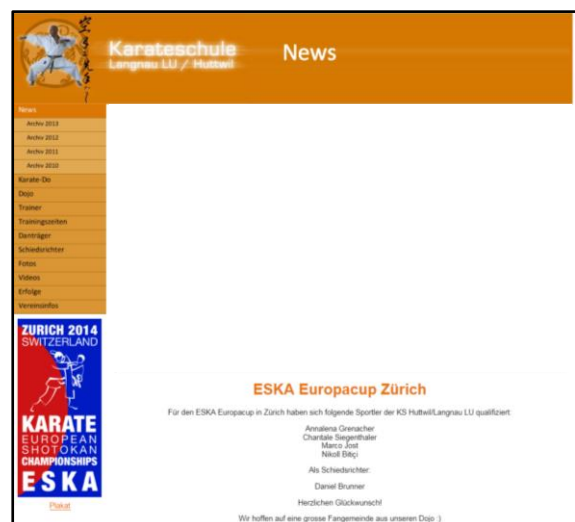 Karateschule
Langnau LU / Huttwil
News
News
Archiv 2013
Archiv 2012
Archiv 2011
Archiv 2010
Karate-Do
Dojo
Trainer
Trainingszeiten
Danträger
Schiedsrichter
Fotos
Videos
Erfolge
Vereinsinfos
ZURICH 2014
SWITZERLAND
KARATE
EUROPEAN
SHOTOKAN
CHAMPIONSHIPS
ESKA
Plakat
ESKA Europacup Zürich
Für den ESKA Europacup in Zürich haben sich folgende Sportler der KS Huttwil/Langnau LU qualifiziert:
Annalena Grenacher
Chantale Siegenthaler
Marco Jost
Nikoll Bitiçi
Als Schiedsrichter:
Daniel Brunner
Herzlichen Glückwunsch!
Wir hoffen auf eine grosse Fangemeinde aus unseren Dojo :)